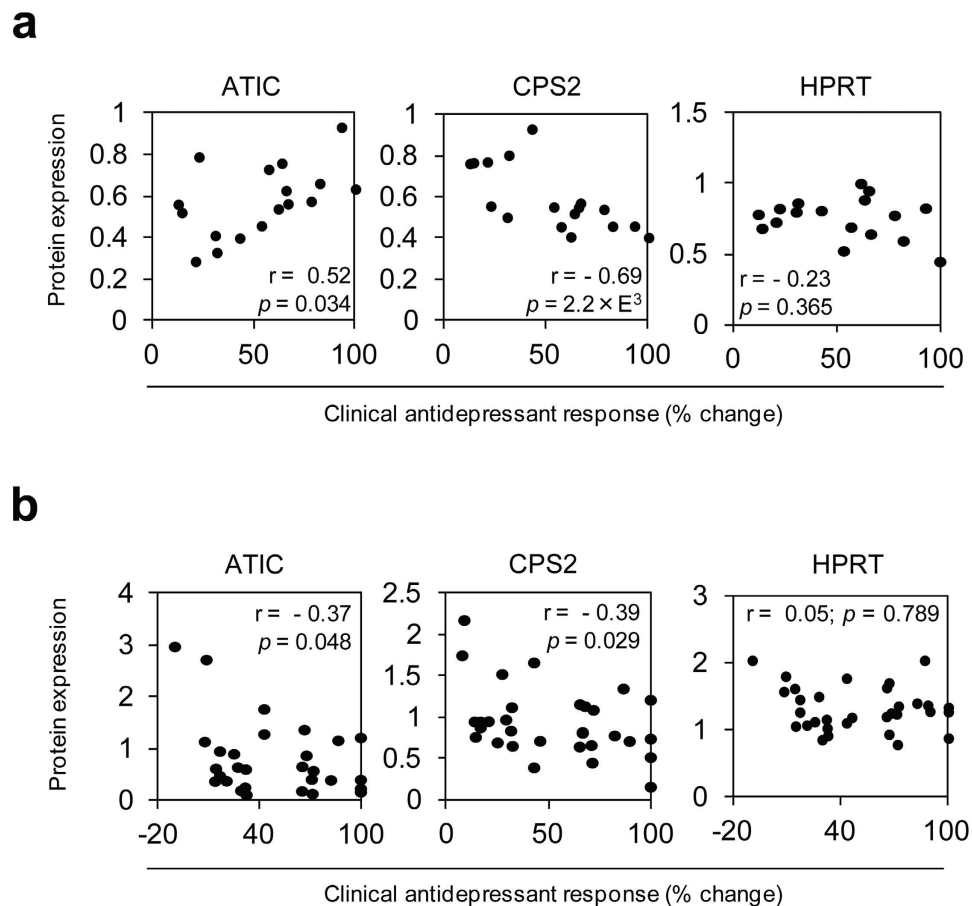 a
ATIC
CPS2
HPRT
Protein expression
1
0.8
0.6
0.4
0.2
0
r = 0.52
p = 0.034
0 50 100
1
0.8
0.6
0.4
0.2
0
r = - 0.69
p = 2.2 × E³
0 50 100
1.5
1
0.5
0
r = - 0.23
p = 0.365
0 50 100
Clinical antidepressant response (% change)
b
ATIC
CPS2
HPRT
Protein expression
4
3
2
1
0
r = - 0.37
p = 0.048
-20 40 100
2.5
2
1.5
1
0.5
0
r = - 0.39
p = 0.029
0 50 100
3
2
1
0
r = 0.05; p = 0.789
-20 40 100
Clinical antidepressant response (% change)